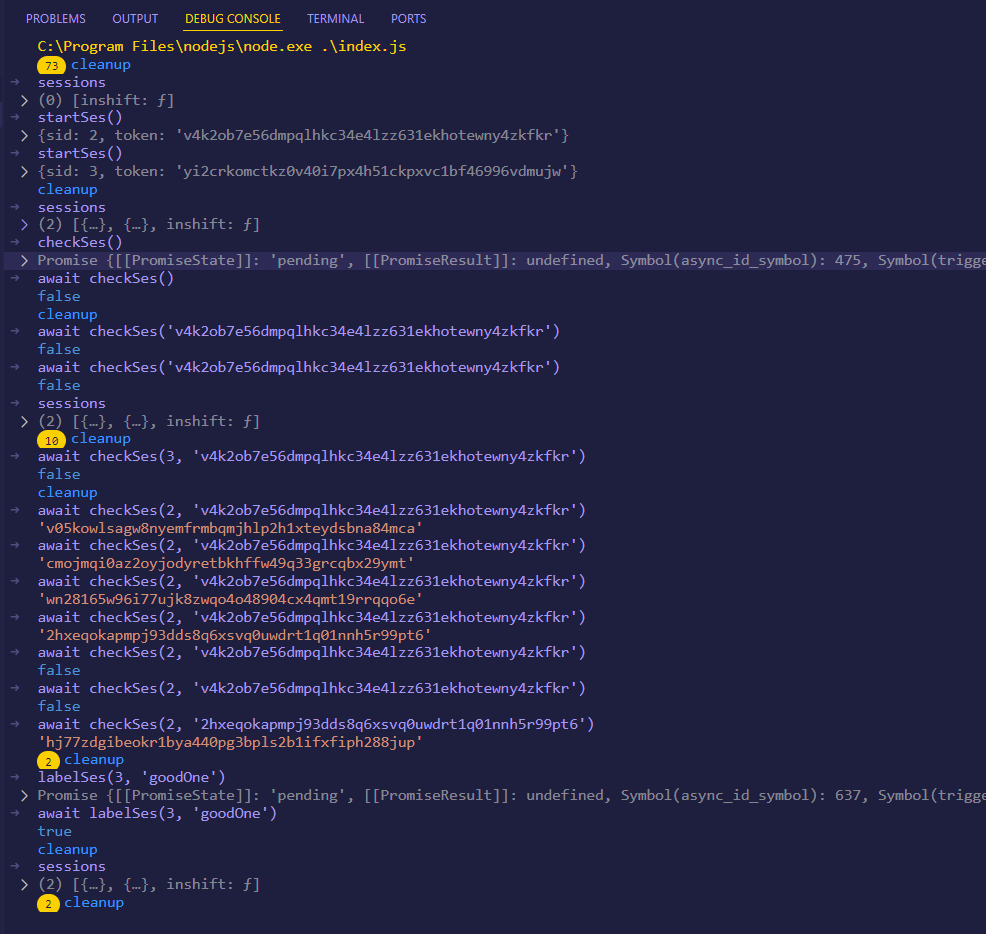 PROBLEMS OUTPUT DEBUG CONSOLE TERMINAL PORTS
C:\Program Files\nodejs\node.exe .\index.js
73 cleanup
→ sessions
> (0) [inshift: ƒ]
→ startSes()
> {sid: 2, token: 'v4k2ob7e56dmpqlhkc34e4lzz631ekhotewny4zkfkr'}
→ startSes()
> {sid: 3, token: 'yi2crkomctkz0v40i7px4h51ckpxvc1bf46996vdmujw'}
cleanup
→ sessions
> (2) [{…}, {…}, inshift: ƒ]
→ checkSes()
> Promise {[[PromiseState]]: 'pending', [[PromiseResult]]: undefined, Symbol(async_id_symbol): 475, Symbol(trigge
→ await checkSes()
false
cleanup
→ await checkSes('v4k2ob7e56dmpqlhkc34e4lzz631ekhotewny4zkfkr')
false
→ await checkSes('v4k2ob7e56dmpqlhkc34e4lzz631ekhotewny4zkfkr')
false
→ sessions
> (2) [{…}, {…}, inshift: ƒ]
10 cleanup
→ await checkSes(3, 'v4k2ob7e56dmpqlhkc34e4lzz631ekhotewny4zkfkr')
false
cleanup
→ await checkSes(2, 'v4k2ob7e56dmpqlhkc34e4lzz631ekhotewny4zkfkr')
'v05kowlsagw8nyemfrmbqmjhlp2h1xteydsbna84mca'
→ await checkSes(2, 'v4k2ob7e56dmpqlhkc34e4lzz631ekhotewny4zkfkr')
'cmojmqi0az2oyjodyretbkhffw49q33grcqbx29ymt'
→ await checkSes(2, 'v4k2ob7e56dmpqlhkc34e4lzz631ekhotewny4zkfkr')
'wn28165w96i77ujk8zwqo4o48904cx4qmt19rrqqo6e'
→ await checkSes(2, 'v4k2ob7e56dmpqlhkc34e4lzz631ekhotewny4zkfkr')
'2hxeqokapmpj93dds8q6xsvq0uwdrt1q01nnh5r99pt6'
→ await checkSes(2, 'v4k2ob7e56dmpqlhkc34e4lzz631ekhotewny4zkfkr')
false
→ await checkSes(2, 'v4k2ob7e56dmpqlhkc34e4lzz631ekhotewny4zkfkr')
false
→ await checkSes(2, '2hxeqokapmpj93dds8q6xsvq0uwdrt1q01nnh5r99pt6')
'hj77zdgibeokr1bya440pg3bpls2b1ifxfiph288jup'
2 cleanup
→ labelSes(3, 'goodOne')
> Promise {[[PromiseState]]: 'pending', [[PromiseResult]]: undefined, Symbol(async_id_symbol): 637, Symbol(trigge
→ await labelSes(3, 'goodOne')
true
cleanup
→ sessions
> (2) [{…}, {…}, inshift: ƒ]
2 cleanup